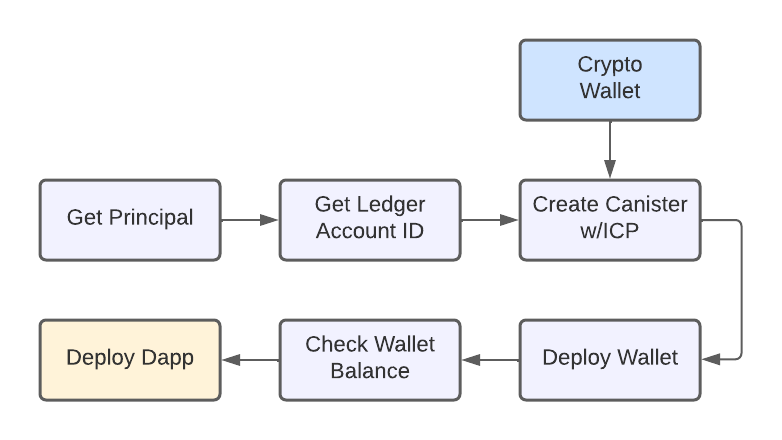 Crypto
Wallet
Get Principal
Get Ledger
Account ID
Create Canister
w/ICP
Deploy Dapp
Check Wallet
Balance
Deploy Wallet